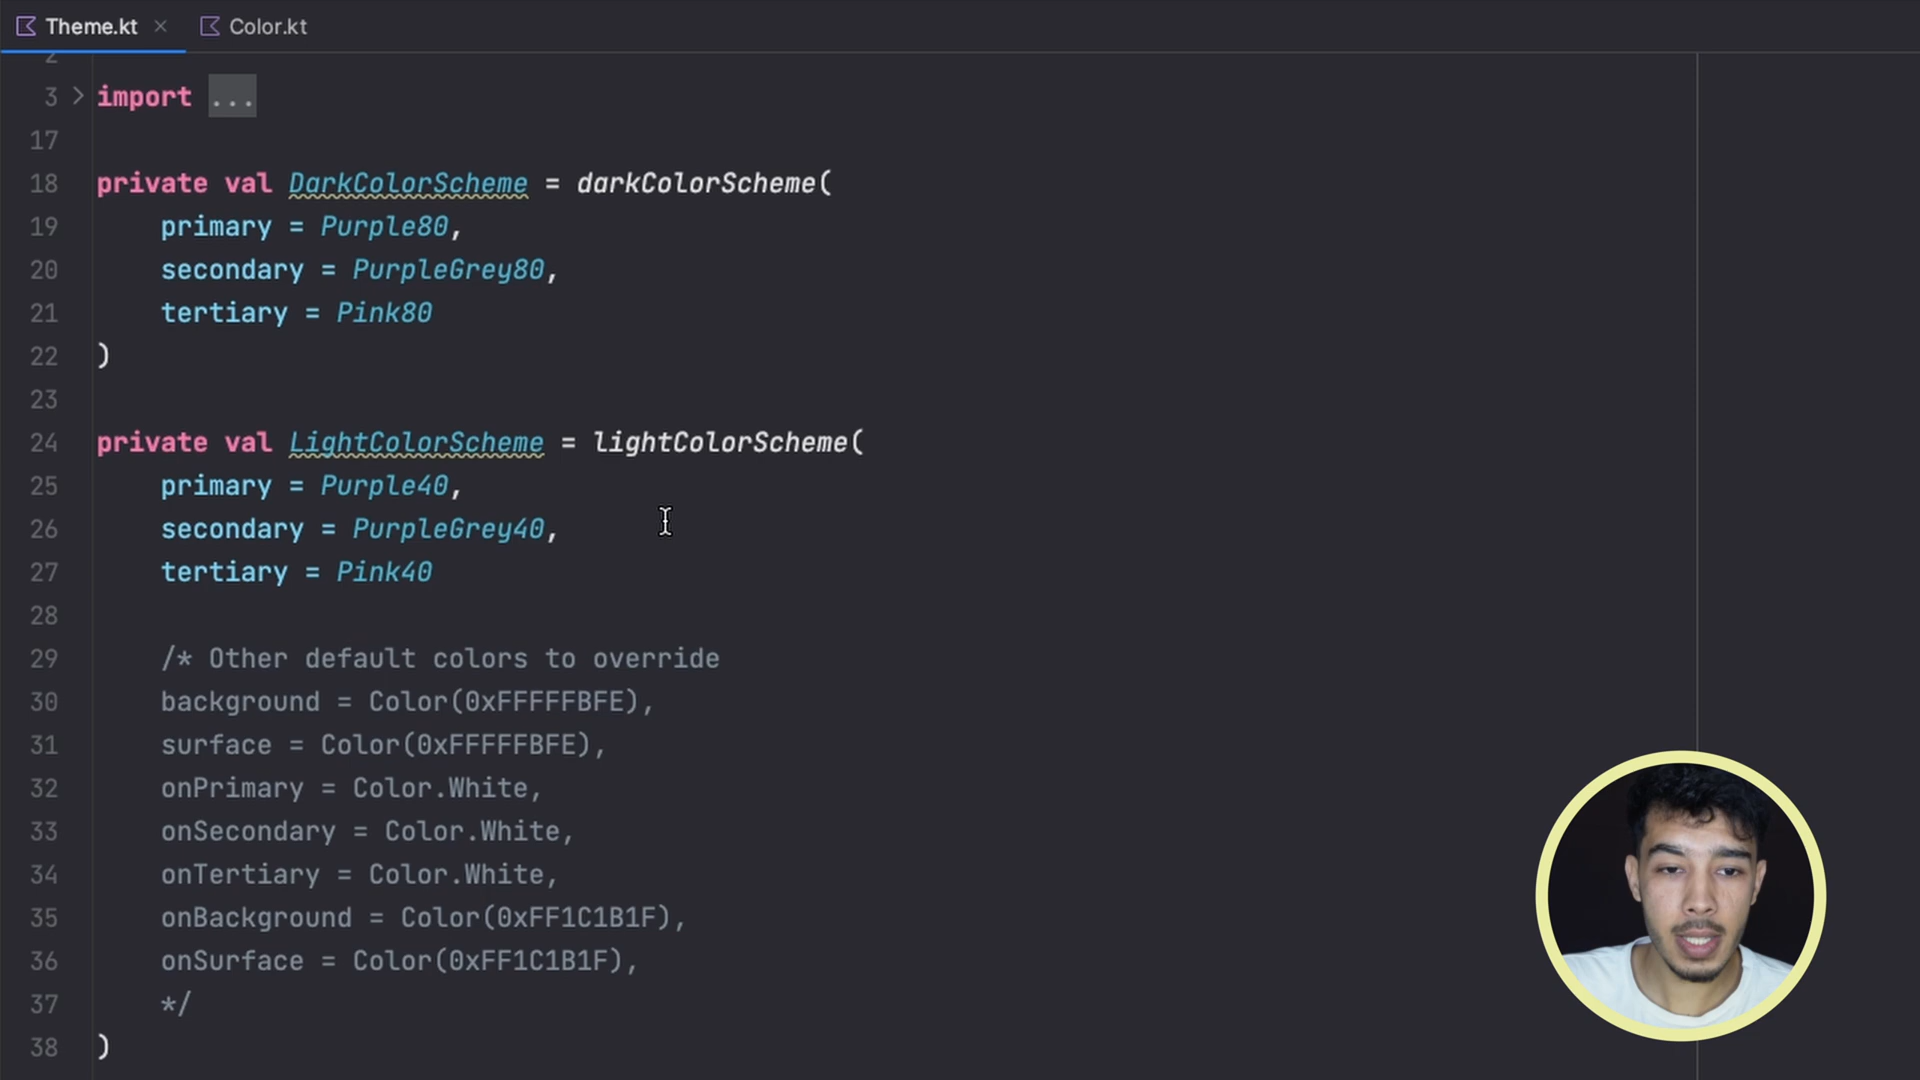 Theme.kt
Color.kt
2
3 import ...
17
18 private val DarkColorScheme = darkColorScheme(
19 primary = Purple80,
20 secondary = PurpleGrey80,
21 tertiary = Pink80
22 )
23
24 private val LightColorScheme = lightColorScheme(
25 primary = Purple40,
26 secondary = PurpleGrey40,
27 tertiary = Pink40
28
29 /* Other default colors to override
30 background = Color(0xFFFFFBFE),
31 surface = Color(0xFFFFFBFE),
32 onPrimary = Color.White,
33 onSecondary = Color.White,
34 onTertiary = Color.White,
35 onBackground = Color(0xFF1C1B1F),
36 onSurface = Color(0xFF1C1B1F),
37 */
38 )